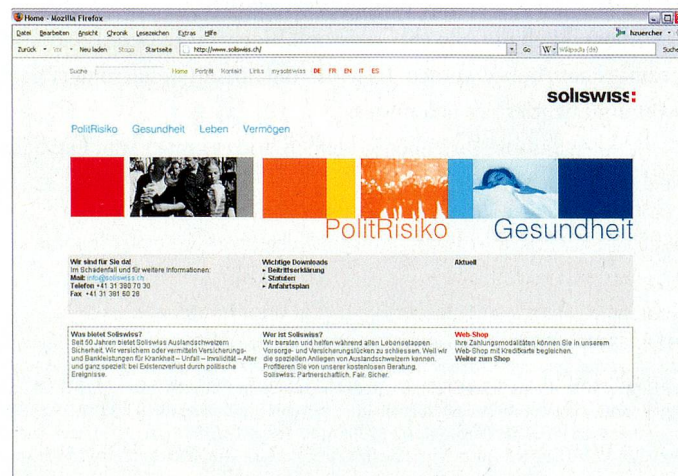 Home - Mozilla Firefox
Datei Bearbeiten Ansicht Chronik Lesezeichen Extras Hilfe
hzuercher
Zurück Vor Neu laden Stopp Startseite http://www.soliswiss.ch/ Go W Wikipedia (de) Suche
Suche Home Porträt Kontakt Links mysoliswiss DE FR EN IT ES
soliswiss:
PolitRisiko Gesundheit Leben Vermögen
PolitRisiko Gesundheit
Wir sind für Sie da!
Im Schadenfall und für weitere Informationen:
Mail: info@soliswiss.ch
Telefon +41 31 380 70 30
Fax +41 31 381 60 28
Wichtige Downloads
Beitrittserklärung
Statuten
Anfahrtsplan
Aktuell
Was bietet Soliswiss?
Seit 50 Jahren bietet Soliswiss Auslandschweizern
Sicherheit. Wir versichern oder vermitteln Versicherungs-
und Bankleistungen für Krankheit – Unfall – Invalidität – Alter
und ganz speziell: bei Existenzverlust durch politische
Ereignisse.
Wer ist Soliswiss?
Wir beraten und helfen während allen Lebensetappen
Vorsorge- und Versicherungslücken zu schliessen. Weil wir
die speziellen Anliegen von Auslandschweizern kennen.
Profitieren Sie von unserer kostenlosen Beratung.
Soliswiss: Partnerschaftlich. Fair. Sicher.
Web-Shop
Ihre Zahlungsmodalitäten können Sie in unserem
Web-Shop mit Kreditkarte begleichen.
Weiter zum Shop